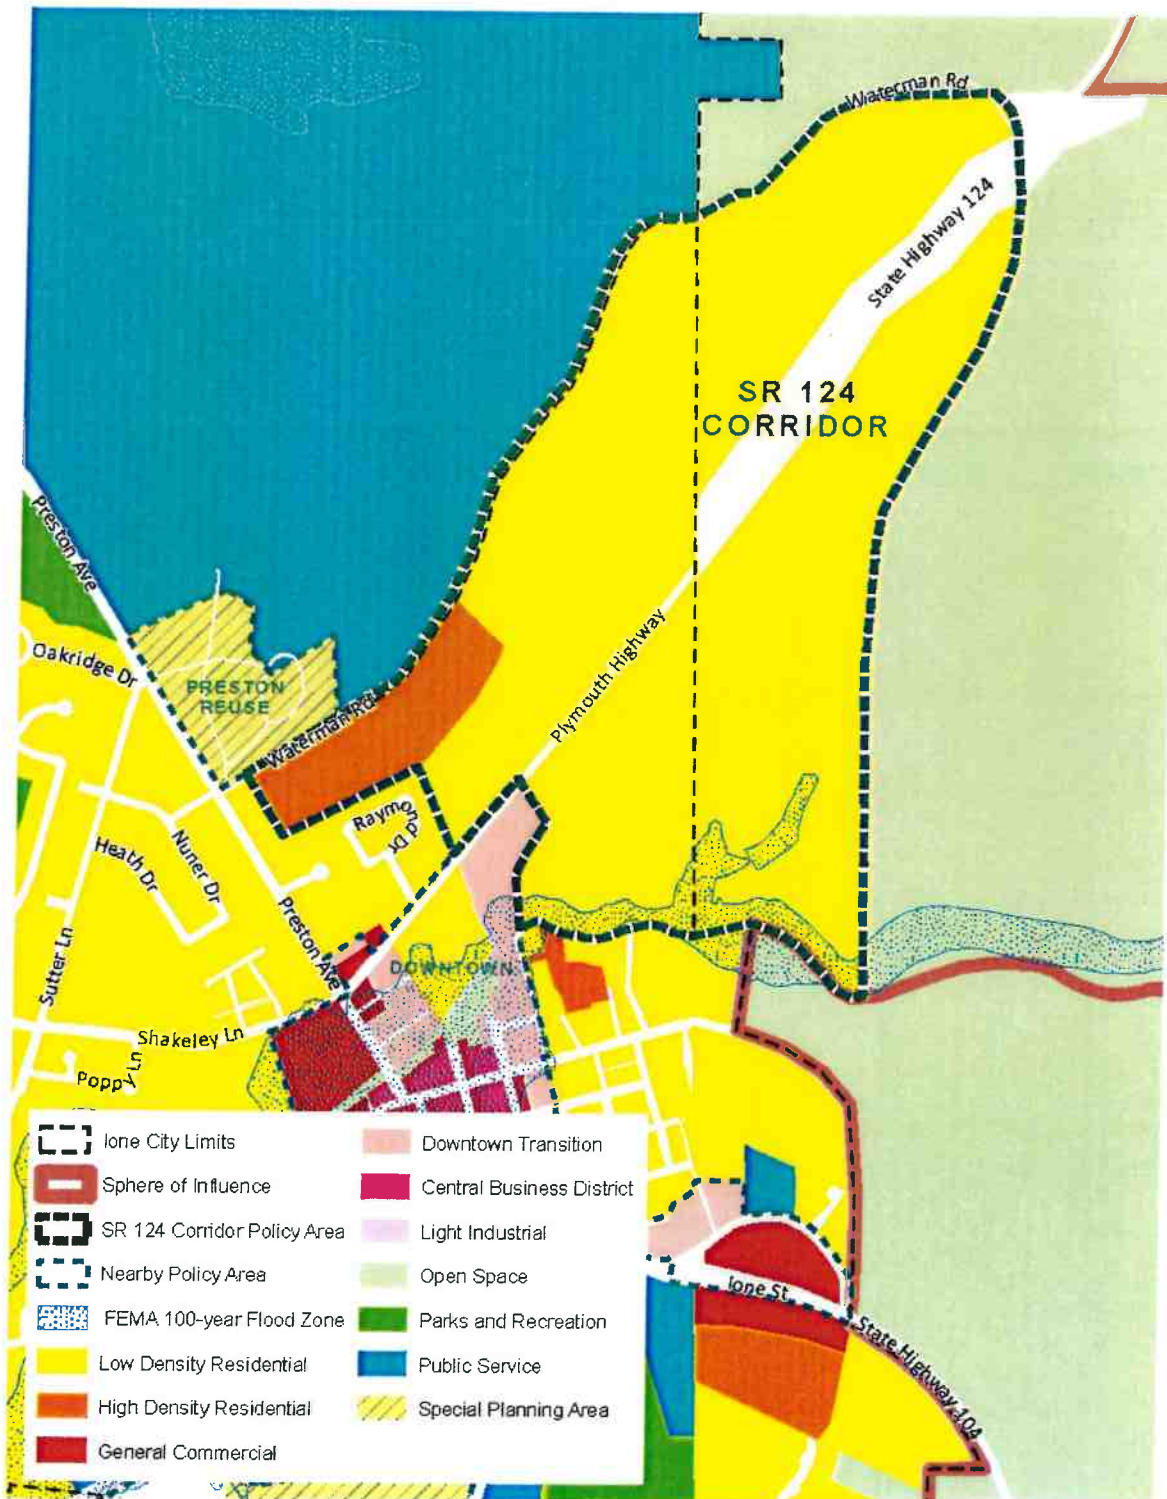 Waterman Rd
State Highway 124
SR 124
CORRIDOR
Preston Ave
Plymouth Highway
Oakridge Dr
PRESTON
REUSE
Waterman Rd
Raymond Dr
Heath Dr
Nuner Dr
Preston Ave
Sutter Ln
DOWNTOWN
Shakeley Ln
Poppy Ln
Ione City Limits
Sphere of Influence
SR 124 Corridor Policy Area
Nearby Policy Area
FEMA 100-year Flood Zone
Low Density Residential
High Density Residential
General Commercial
Downtown Transition
Central Business District
Light Industrial
Open Space
Parks and Recreation
Public Service
Special Planning Area
Ione St
State Highway 104